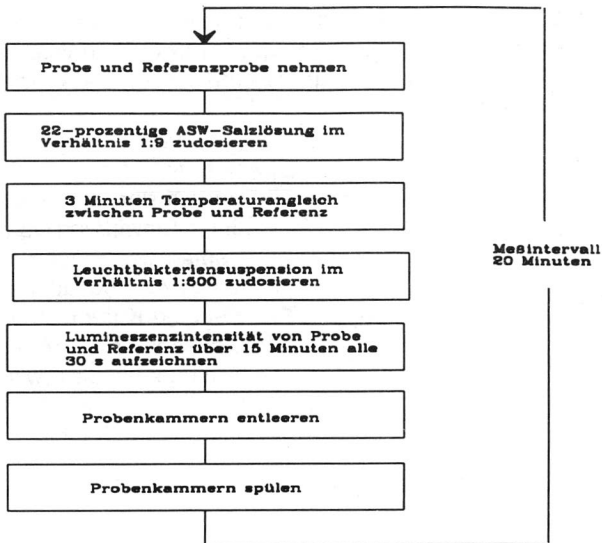 Probe und Referenzprobe nehmen
22-prozentige ASW-Salzlösung im
Verhältnis 1:9 zudosieren
3 Minuten Temperaturangleich
zwischen Probe und Referenz
Meßintervall
20 Minuten
Leuchtbakteriensuspension im
Verhältnis 1:500 zudosieren
Lumineszenzintensität von Probe
und Referenz über 15 Minuten alle
30 s aufzeichnen
Probenkammern entleeren
Probenkammern spülen